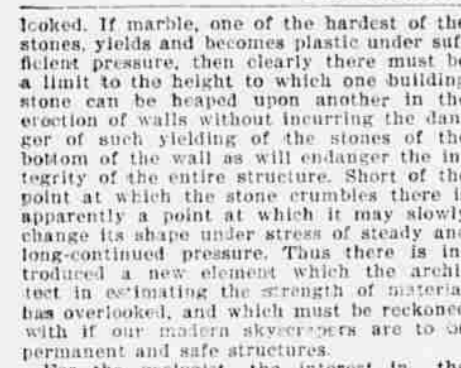 looked. If marble, one of the hardest of the
stones, yields and becomes plastic under suf
ficient pressure, then clearly there must be
a limit to the height to which one building
stone can be heaped upon another in the
erection of walls without incurring the dan
ger of such yielding of the stones of the
bottom of the wall as will endanger the in
tegrity of the entire structure. Short of the
point at which the stone crumbles there i
apparently a point at which it may slowly
change its shape under stress of steady and
long-continued pressure. Thus there is in
troduced a new element which the archi
tect in estimating the strength of materia
has overlooked, and which must be reckone
with if our modern skyscrapers are to be
permanent and safe structures.
the interest in the